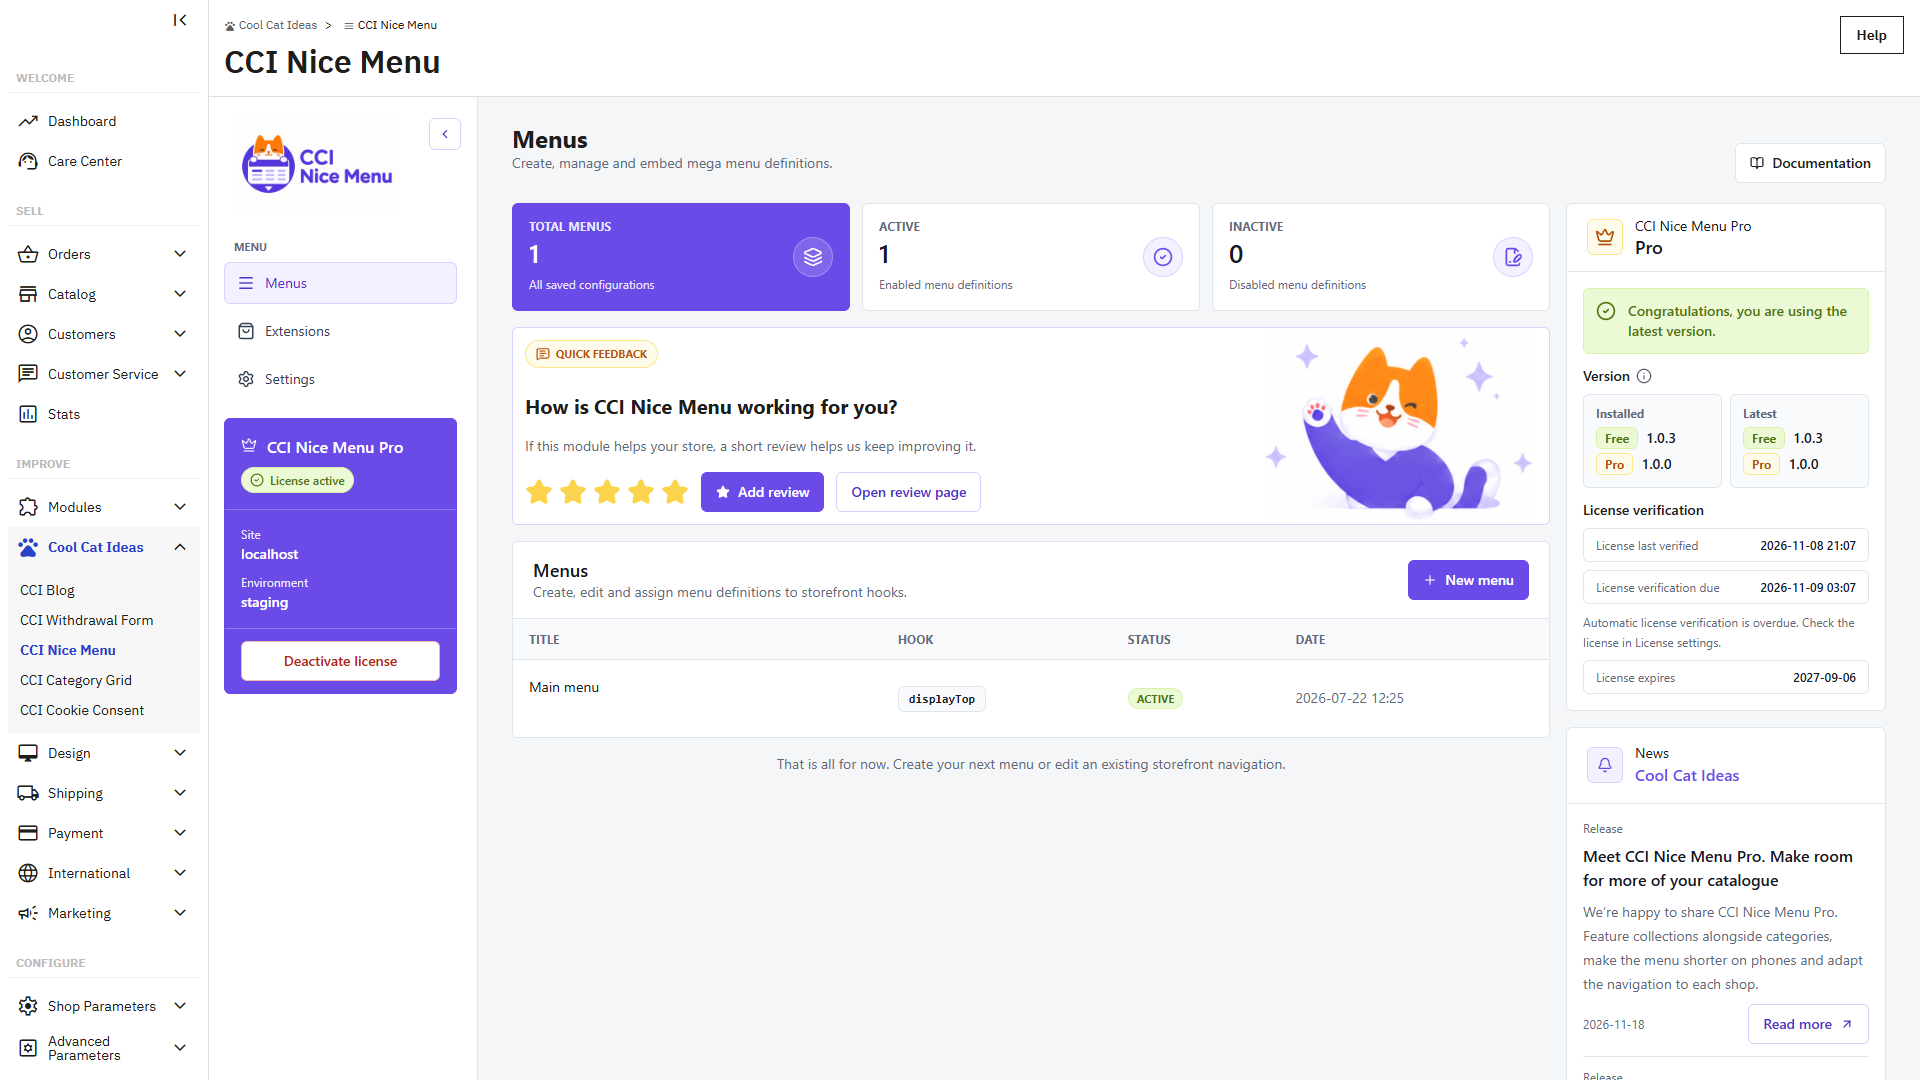 WELCOME
Dashboard
Care Center
SELL
Orders
Catalog
Customers
Customer Service
Stats
IMPROVE
Modules
Cool Cat Ideas
CCI Blog
CCI Withdrawal Form
CCI Nice Menu
CCI Category Grid
CCI Cookie Consent
Design
Shipping
Payment
International
Marketing
CONFIGURE
Shop Parameters
Advanced
Parameters
Cool Cat Ideas > CCI Nice Menu
CCI Nice Menu
Help
CCI
Nice Menu
MENU
Menus
Extensions
Settings
CCI Nice Menu Pro
License active
Site
localhost
Environment
staging
Deactivate license
Menus
Create, manage and embed mega menu definitions.
Documentation
TOTAL MENUS
1
All saved configurations
ACTIVE
1
Enabled menu definitions
INACTIVE
0
Disabled menu definitions
QUICK FEEDBACK
How is CCI Nice Menu working for you?
If this module helps your store, a short review helps us keep improving it.
Add review
Open review page
Menus
Create, edit and assign menu definitions to storefront hooks.
New menu
TITLE HOOK STATUS DATE
Main menu displayTop ACTIVE 2026-07-22 12:25
That is all for now. Create your next menu or edit an existing storefront navigation.
CCI Nice Menu Pro
Pro
Congratulations, you are using the
latest version.
Version
Installed
Free 1.0.3
Pro 1.0.0
Latest
Free 1.0.3
Pro 1.0.0
License verification
License last verified 2026-11-08 21:07
License verification due 2026-11-09 03:07
Automatic license verification is overdue. Check the
license in License settings.
License expires 2027-09-06
News
Cool Cat Ideas
Release
Meet CCI Nice Menu Pro. Make room
for more of your catalogue
We're happy to share CCI Nice Menu Pro.
Feature collections alongside categories,
make the menu shorter on phones and adapt
the navigation to each shop.
2026-11-18
Read more
Release